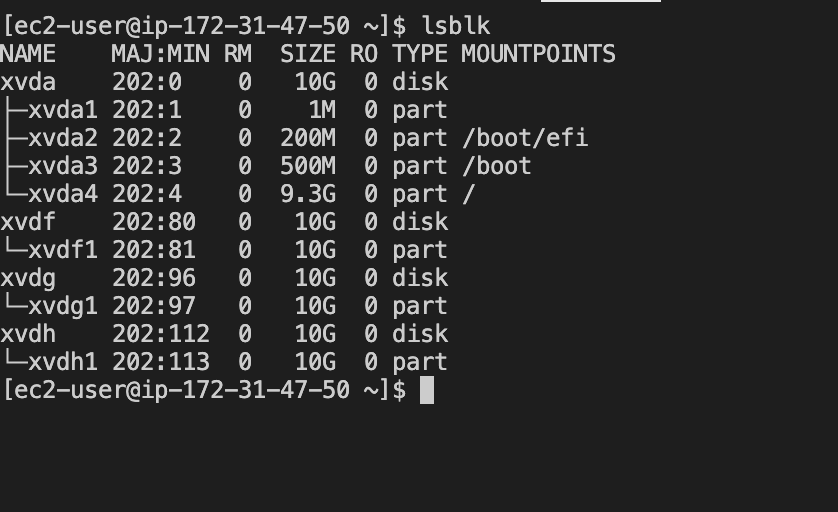 [ec2-user@ip-172-31-47-50 ~]$ lsblk
NAME    MAJ:MIN RM  SIZE RO TYPE MOUNTPOINTS
xvda    202:0    0   10G  0 disk
├─xvda1 202:1    0    1M  0 part
├─xvda2 202:2    0  200M  0 part /boot/efi
├─xvda3 202:3    0  500M  0 part /boot
└─xvda4 202:4    0  9.3G  0 part /
xvdf    202:80   0   10G  0 disk
└─xvdf1 202:81   0   10G  0 part
xvdg    202:96   0   10G  0 disk
└─xvdg1 202:97   0   10G  0 part
xvdh    202:112  0   10G  0 disk
└─xvdh1 202:113  0   10G  0 part
[ec2-user@ip-172-31-47-50 ~]$